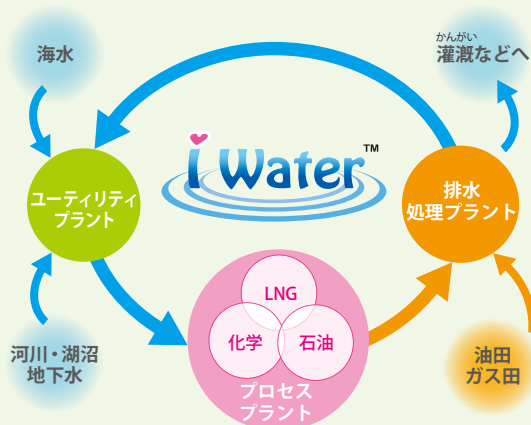 海水
かんがい
灌漑などへ
i Water™
ユーティリティ
プラント
排水
処理プラント
LNG
化学
石油
プロセス
プラント
河川・湖沼
地下水
油田
ガス田